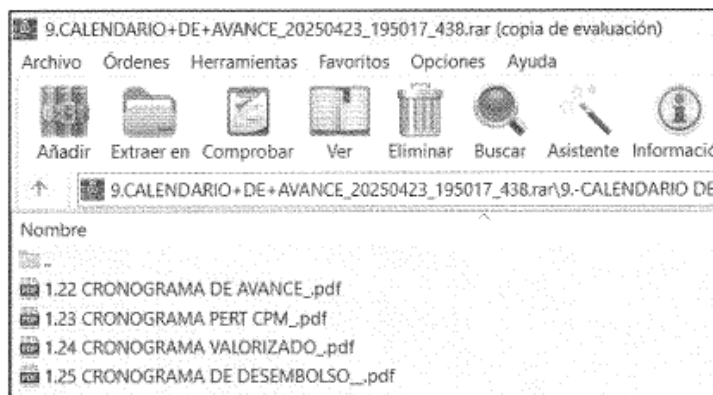 9.CALENDARIO+DE+AVANCE_20250423_195017_438.rar (copia de evaluación)
Archivo Órdenes Herramientas Favoritos Opciones Ayuda
Añadir Extraer en Comprobar Ver Eliminar Buscar Asistente Informació
9.CALENDARIO+DE+AVANCE_20250423_195017_438.rar\9.-CALENDARIO DE
Nombre
..
1.22 CRONOGRAMA DE AVANCE_.pdf
1.23 CRONOGRAMA PERT CPM_.pdf
1.24 CRONOGRAMA VALORIZADO_.pdf
1.25 CRONOGRAMA DE DESEMBOLSO__.pdf